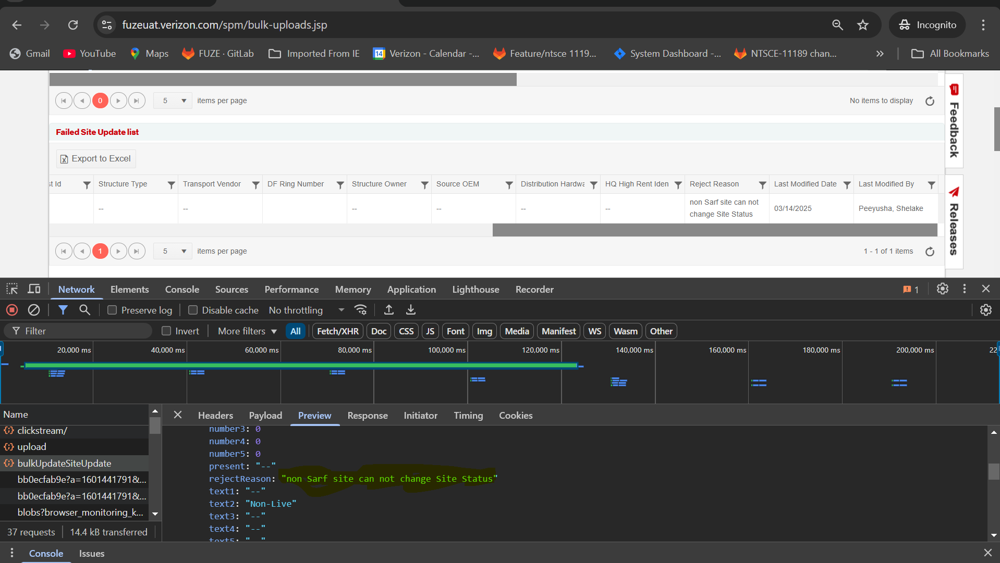 fuzeuat.verizon.com/spm/bulk-uploads.jsp
Incognito
Gmail
YouTube
Maps
FUZE · GitLab
Imported From IE
14
Verizon - Calendar -...
Feature/ntsce 1119...
System Dashboard -...
NTSCE-11189 chan...
»
All Bookmarks
0
5
items per page
No items to display
Feedback
Failed Site Update list
Export to Excel
st Id
Structure Type
Transport Vendor
DF Ring Number
Structure Owner
Source OEM
Distribution Hardwa
HQ High Rent Iden
Reject Reason
Last Modified Date
Last Modified By
--
--
--
--
--
--
non Sarf site can not
change Site Status
03/14/2025
Peeyusha, Shelake
Releases
1
5
items per page
1 - 1 of 1 items
Network
Elements
Console
Sources
Performance
Memory
Application
Lighthouse
Recorder
1
Preserve log
Disable cache
No throttling
Filter
Invert
More filters
All
Fetch/XHR
Doc
CSS
JS
Font
Img
Media
Manifest
WS
Wasm
Other
20,000 ms
40,000 ms
60,000 ms
80,000 ms
100,000 ms
120,000 ms
140,000 ms
160,000 ms
180,000 ms
200,000 ms
22
Name
Headers
Payload
Preview
Response
Initiator
Timing
Cookies
clickstream/
upload
bulkUpdateSiteUpdate
bb0ecfab9e?a=1601441791&...
bb0ecfab9e?a=1601441791&...
blobs?browser_monitoring_k...
number3: 0
number4: 0
number5: 0
present: "--"
rejectReason: "non Sarf site can not change Site Status"
text1: "--"
text2: "Non-Live"
text3: "--"
text4: "--"
text5: "--"
37 requests
14.4 kB transferred
Console
Issues